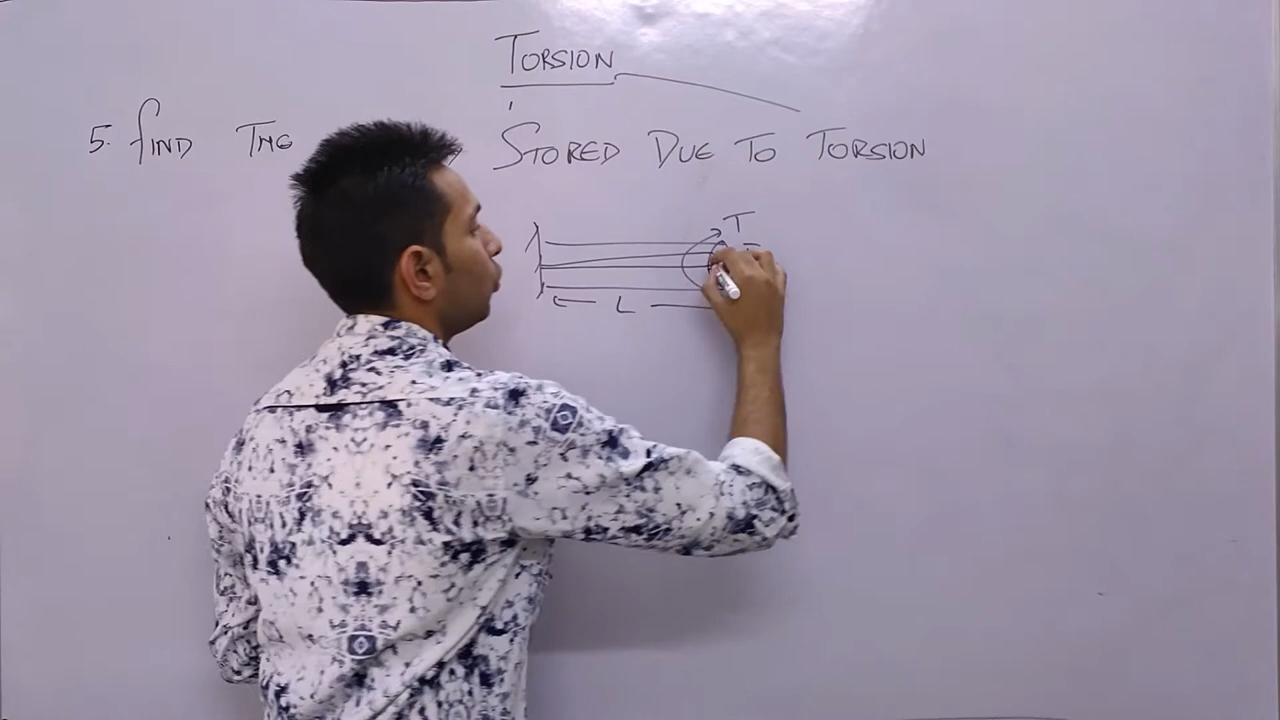 TORSION
5. FIND THE STORED DUE TO TORSION
T
L